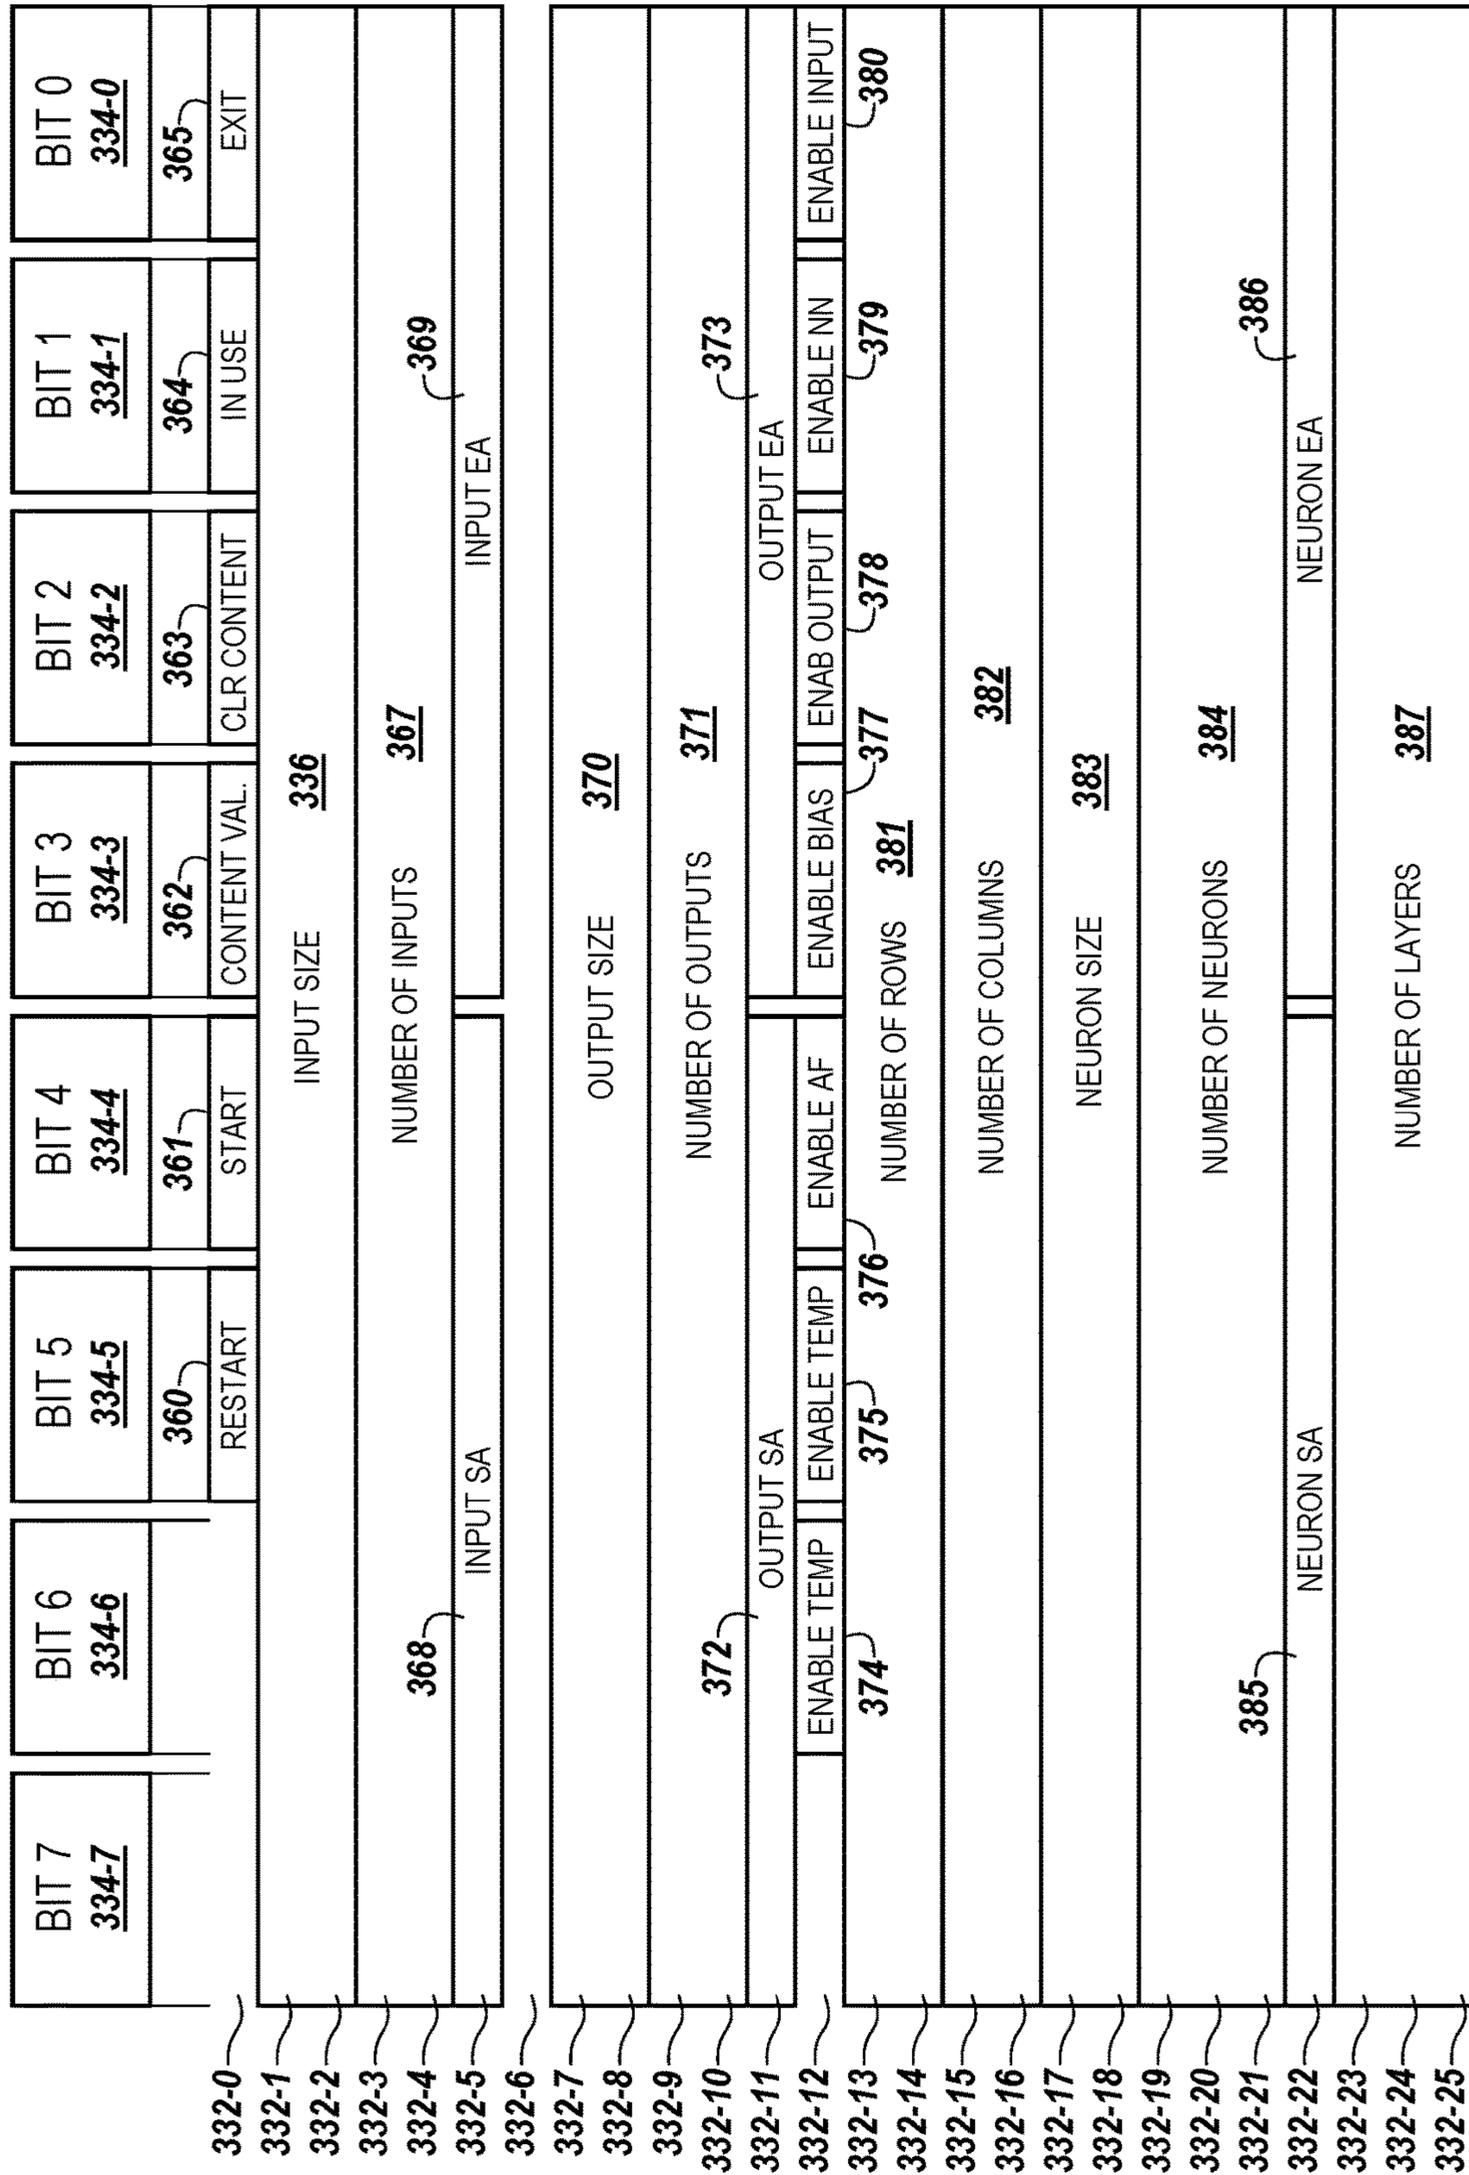 BIT 7
334-7
BIT 6
334-6
BIT 5
334-5
BIT 4
334-4
BIT 3
334-3
BIT 2
334-2
BIT 1
334-1
BIT 0
334-0
360
361
362
363
364
365
332-0
RESTART
START
CONTENT VAL.
CLR CONTENT
IN USE
EXIT
332-1
INPUT SIZE
336
332-2
332-3
NUMBER OF INPUTS
367
332-4
368
369
332-5
INPUT SA
INPUT EA
332-6
332-7
OUTPUT SIZE
370
332-8
332-9
NUMBER OF OUTPUTS
371
332-10
372
373
332-11
OUTPUT SA
OUTPUT EA
332-12
ENABLE TEMP
ENABLE TEMP
ENABLE AF
ENABLE BIAS
ENAB OUTPUT
ENABLE NN
ENABLE INPUT
374
375
376
377
378
379
380
332-13
NUMBER OF ROWS
381
332-14
332-15
NUMBER OF COLUMNS
382
332-16
332-17
NEURON SIZE
383
332-18
332-19
332-20
NUMBER OF NEURONS
384
332-21
385
386
332-22
NEURON SA
NEURON EA
332-23
332-24
NUMBER OF LAYERS
387
332-25